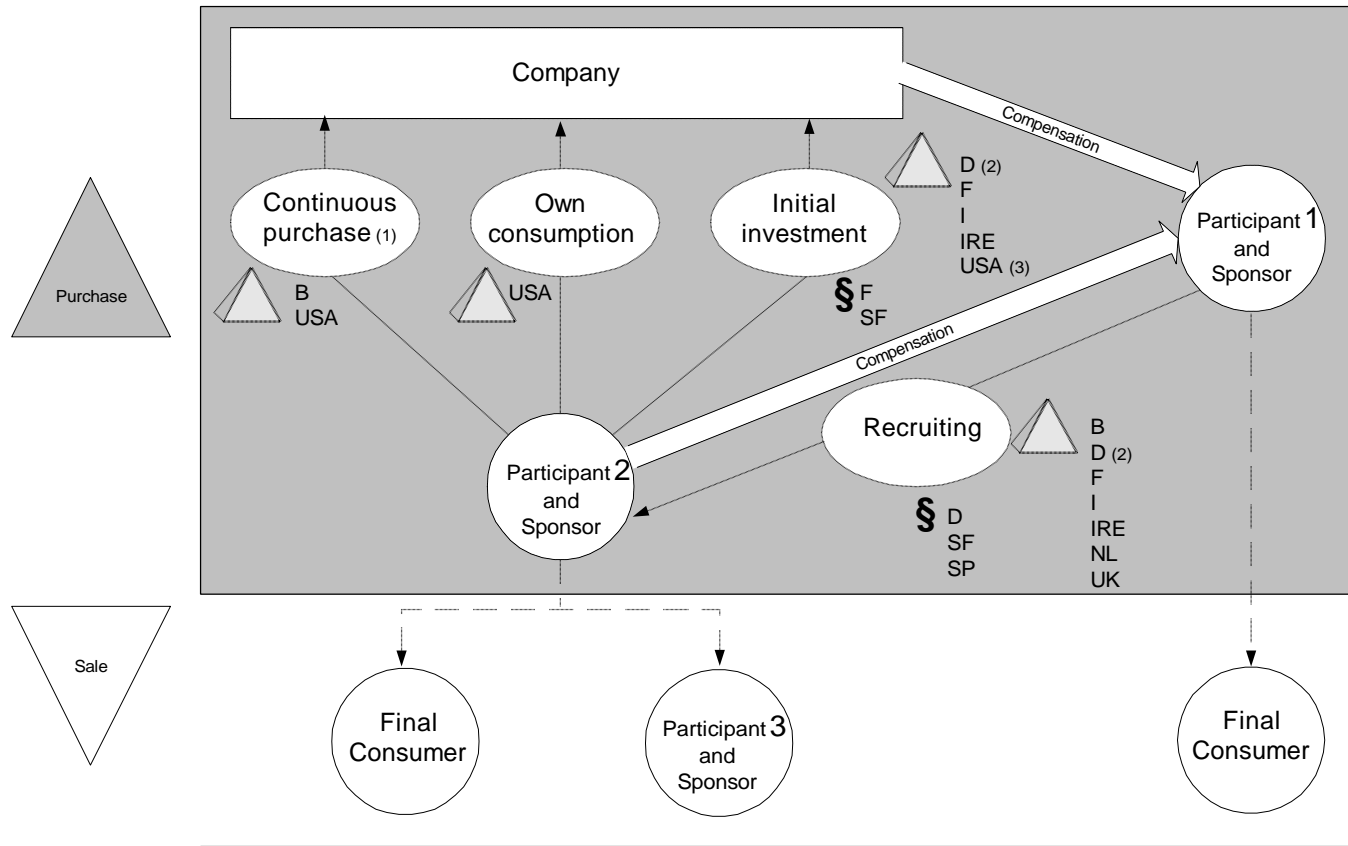 Company
Compensation
Continuous
purchase (1)
Own
consumption
Initial
investment
D (2)
F
I
IRE
USA (3)
Participant 1
and
Sponsor
Purchase
B
USA
USA
§ F
SF
Compensation
Recruiting
B
D (2)
F
I
IRE
NL
UK
Participant 2
and
Sponsor
§ D
SF
SP
Sale
Final
Consumer
Participant 3
and
Sponsor
Final
Consumer